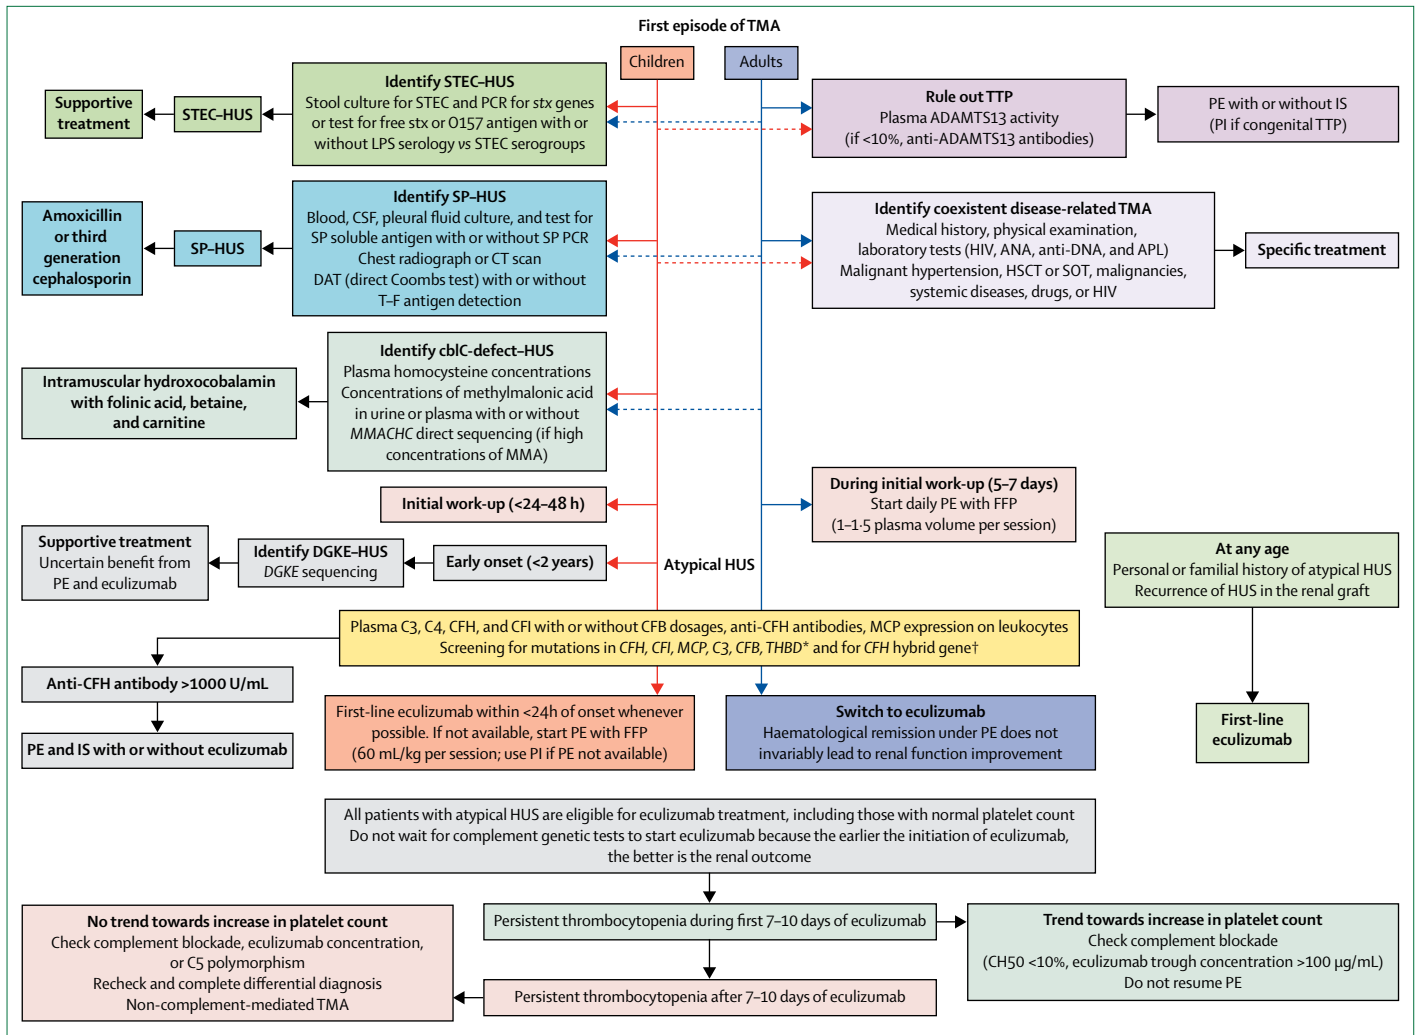 First episode of TMA
Children
Adults
Identify STEC–HUS
Stool culture for STEC and PCR for stx genes
or test for free stx or O157 antigen with or
without LPS serology vs STEC serogroups
STEC–HUS
Supportive
treatment
Rule out TTP
Plasma ADAMTS13 activity
(if <10%, anti-ADAMTS13 antibodies)
PE with or without IS
(PI if congenital TTP)
Identify SP–HUS
Blood, CSF, pleural fluid culture, and test for
SP soluble antigen with or without SP PCR
Chest radiograph or CT scan
DAT (direct Coombs test) with or without
T–F antigen detection
SP–HUS
Amoxicillin
or third
generation
cephalosporin
Identify coexistent disease-related TMA
Medical history, physical examination,
laboratory tests (HIV, ANA, anti-DNA, and APL)
Malignant hypertension, HSCT or SOT, malignancies,
systemic diseases, drugs, or HIV
Specific treatment
Identify cblC-defect–HUS
Plasma homocysteine concentrations
Concentrations of methylmalonic acid
in urine or plasma with or without
MMACHC direct sequencing (if high
concentrations of MMA)
Intramuscular hydroxocobalamin
with folinic acid, betaine,
and carnitine
Initial work-up (<24–48 h)
During initial work-up (5–7 days)
Start daily PE with FFP
(1–1·5 plasma volume per session)
Early onset (<2 years)
Identify DGKE–HUS
DGKE sequencing
Supportive treatment
Uncertain benefit from
PE and eculizumab
Atypical HUS
At any age
Personal or familial history of atypical HUS
Recurrence of HUS in the renal graft
First-line
eculizumab
Plasma C3, C4, CFH, and CFI with or without CFB dosages, anti-CFH antibodies, MCP expression on leukocytes
Screening for mutations in CFH, CFI, MCP, C3, CFB, THBD* and for CFH hybrid gene†
Anti-CFH antibody >1000 U/mL
PE and IS with or without eculizumab
First-line eculizumab within <24h of onset whenever
possible. If not available, start PE with FFP
(60 mL/kg per session; use PI if PE not available)
Switch to eculizumab
Haematological remission under PE does not
invariably lead to renal function improvement
All patients with atypical HUS are eligible for eculizumab treatment, including those with normal platelet count
Do not wait for complement genetic tests to start eculizumab because the earlier the initiation of eculizumab,
the better is the renal outcome
Persistent thrombocytopenia during first 7–10 days of eculizumab
Trend towards increase in platelet count
Check complement blockade
(CH50 <10%, eculizumab trough concentration >100 µg/mL)
Do not resume PE
Persistent thrombocytopenia after 7–10 days of eculizumab
No trend towards increase in platelet count
Check complement blockade, eculizumab concentration,
or C5 polymorphism
Recheck and complete differential diagnosis
Non-complement-mediated TMA